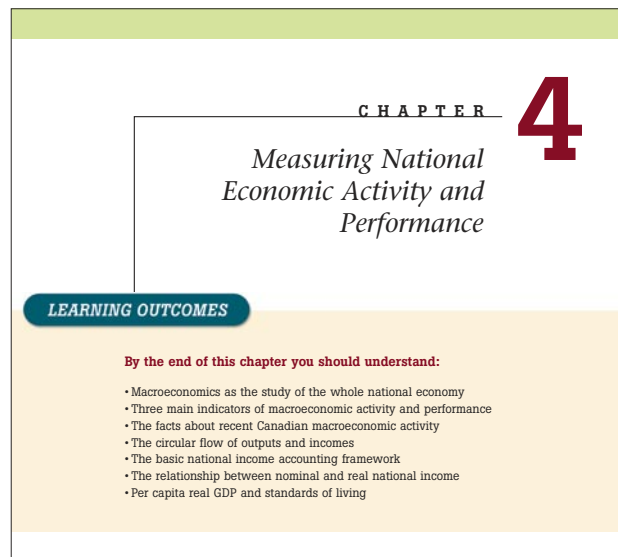 CHAPTER 4
Measuring National
Economic Activity and
Performance
LEARNING OUTCOMES
By the end of this chapter you should understand:
• Macroeconomics as the study of the whole national economy
• Three main indicators of macroeconomic activity and performance
• The facts about recent Canadian macroeconomic activity
• The circular flow of outputs and incomes
• The basic national income accounting framework
• The relationship between nominal and real national income
• Per capita real GDP and standards of living